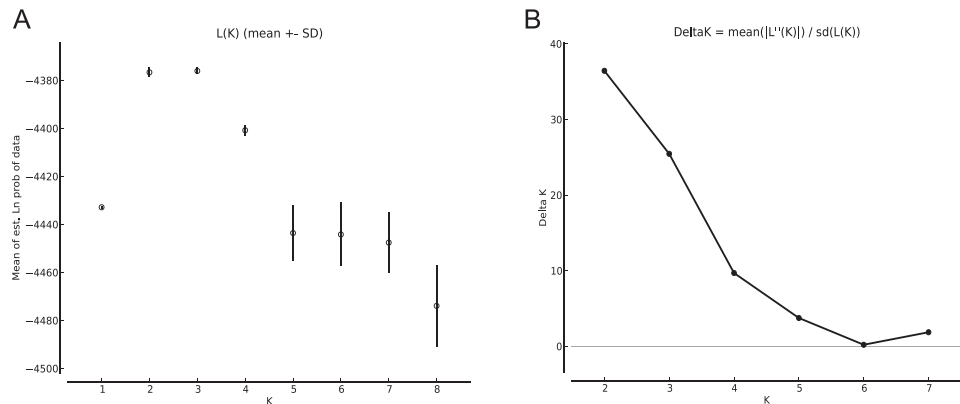 A
L(K) (mean +- SD)
Mean of est. Ln prob of data
−4380
−4400
−4420
−4440
−4460
−4480
−4500
1 2 3 4 5 6 7 8
K
B
DeltaK = mean(|L''(K)|) / sd(L(K))
Delta K
40
30
20
10
0
2 3 4 5 6 7
K